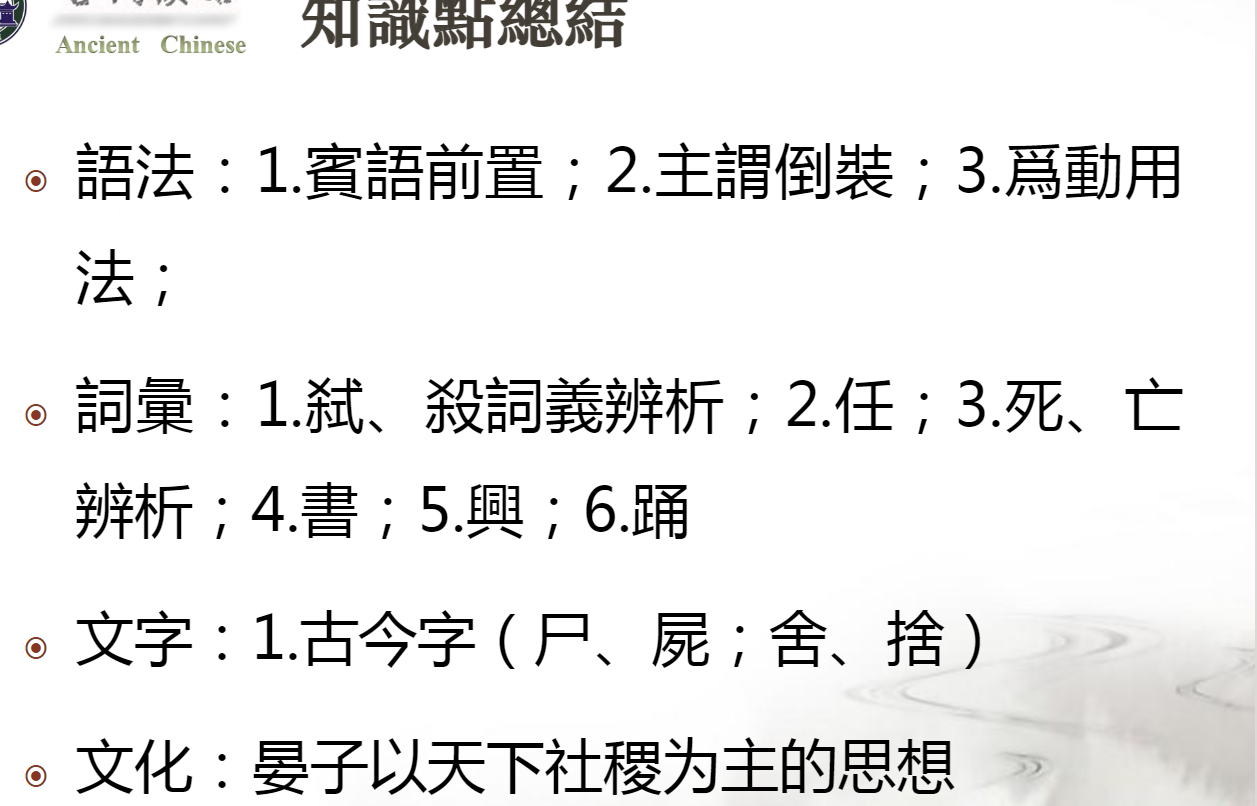 Ancient Chinese
知識點總結
語法：1.賓語前置；2.主謂倒裝；3.爲動用
法；
詞彙：1.弑、殺詞義辨析；2.任；3.死、亡
辨析；4.書；5.興；6.踊
文字：1.古今字（尸、屍；舍、捨）
文化：晏子以天下社稷为主的思想